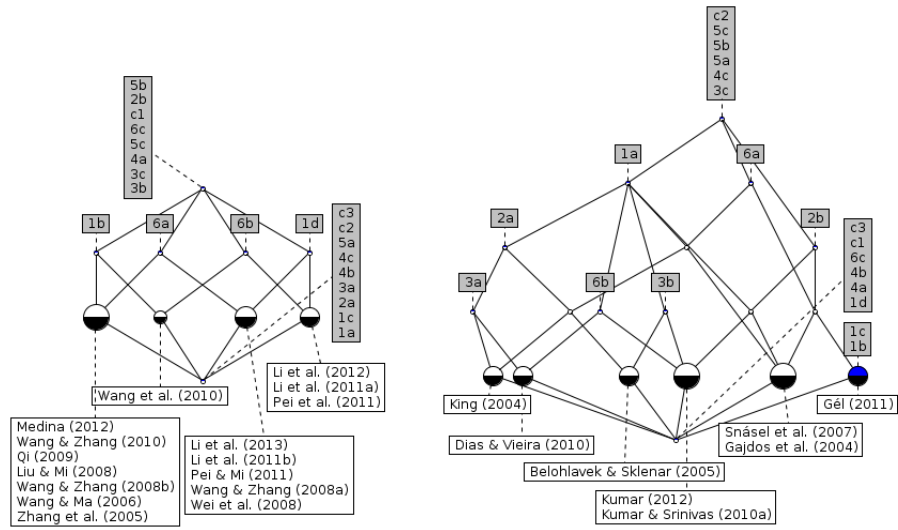 5b
2b
c1
6c
5c
4a
3c
3b
1b
6a
6b
1d
c3
c2
5a
4c
4b
3a
2a
1c
1a
Wang et al. (2010)
Li et al. (2012)
Li et al. (2011a)
Pei et al. (2011)
Medina (2012)
Wang & Zhang (2010)
Qi (2009)
Liu & Mi (2008)
Wang & Zhang (2008b)
Wang & Ma (2006)
Zhang et al. (2005)
Li et al. (2013)
Li et al. (2011b)
Pei & Mi (2011)
Wang & Zhang (2008a)
Wei et al. (2008)
c2
5c
5b
5a
4c
3c
1a
6a
2a
2b
c3
c1
6c
4b
4a
1d
3a
6b
3b
1c
1b
King (2004)
Gél (2011)
Dias & Vieira (2010)
Snásel et al. (2007)
Gajdos et al. (2004)
Belohlavek & Sklenar (2005)
Kumar (2012)
Kumar & Srinivas (2010a)